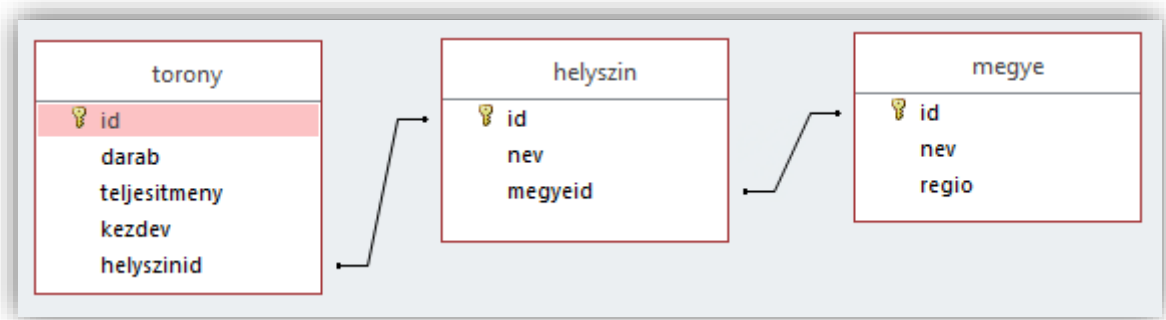 torony
id
darab
teljesitmeny
kezdev
helyszinid
helyszin
id
nev
megyeid
megye
id
nev
regio